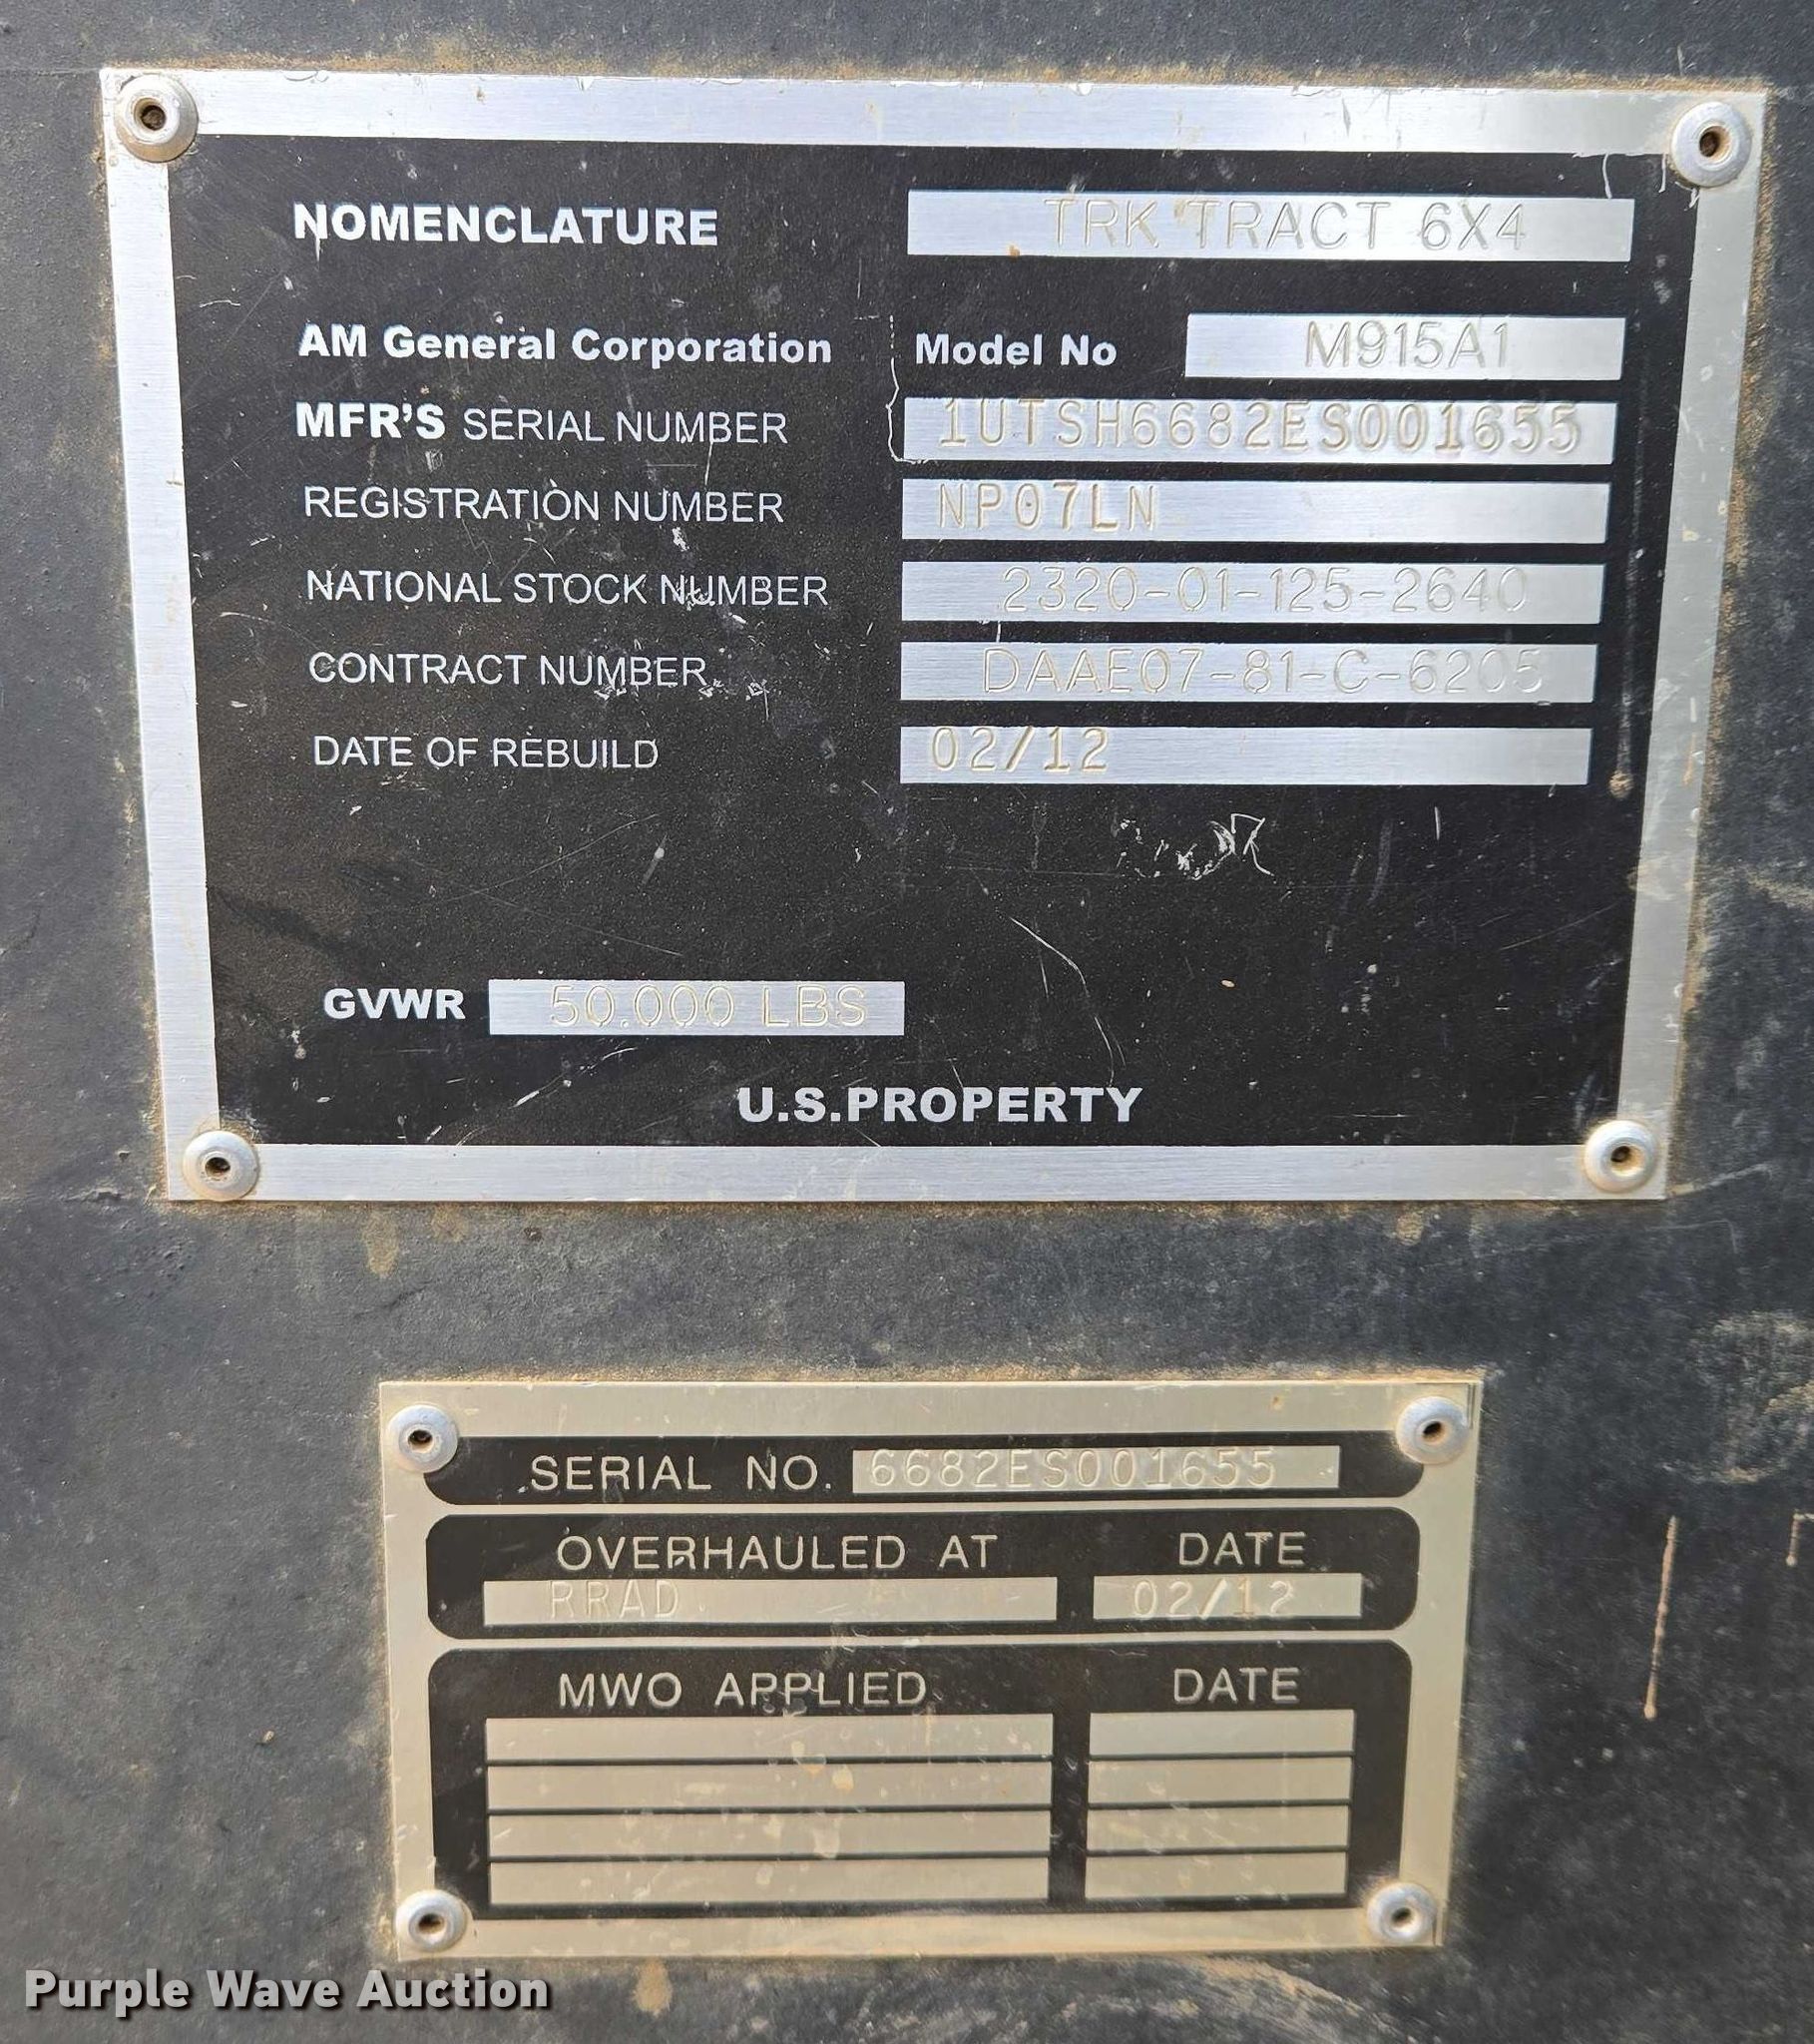 NOMENCLATURE TRK TRACT 6X4
AM General Corporation Model No M915A1
MFR'S SERIAL NUMBER 1UTSH6682ES001655
REGISTRATION NUMBER NP07LN
NATIONAL STOCK NUMBER 2320-01-125-2640
CONTRACT NUMBER DAAE07-81-C-6205
DATE OF REBUILD 02/12
GVWR 50,000 LBS
U.S.PROPERTY
SERIAL NO. 6682ES001655
OVERHAULED AT DATE
RRAD 02/12
MWO APPLIED DATE
Purple Wave Auction